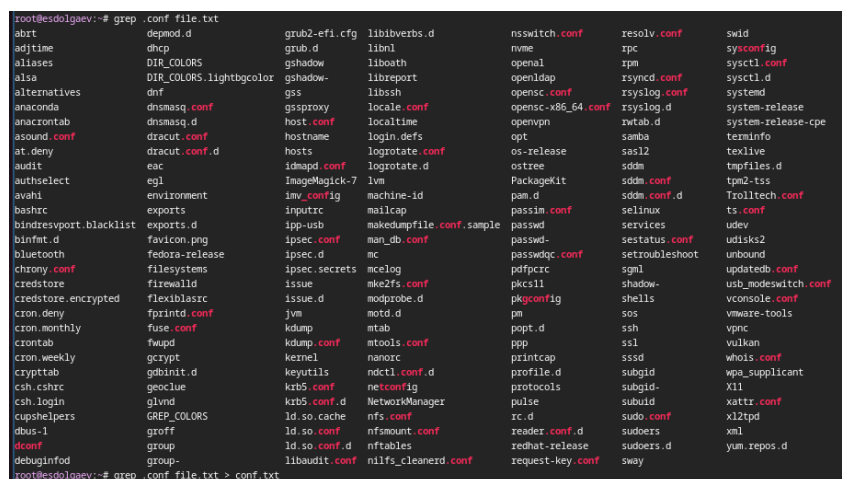 root@esdolgaev:~# grep .conf file.txt
abrt depmod.d grub2-efi.cfg libibverbs.d nsswitch.conf resolv.conf swid
adjtime dhcp grub.d libnl nvme rpc sysconfig
aliases DIR_COLORS gshadow liboath openal rpm sysctl.conf
alsa DIR_COLORS.lightbgcolor gshadow- libreport openldap rsyncd.conf sysctl.d
alternatives dnf gss libssh opensc.conf rsyslog.conf systemd
anaconda dnsmasq.conf gssproxy locale.conf opensc-x86_64.conf rsyslog.d system-release
anacrontab dnsmasq.d host.conf localtime openvpn rwtab.d system-release-cpe
asound.conf dracut.conf hostname login.defs opt samba terminfo
at.deny dracut.conf.d hosts logrotate.conf os-release sasl2 texlive
audit eac idmapd.conf logrotate.d ostree sddm tmpfiles.d
authselect egl ImageMagick-7 lvm PackageKit sddm.conf tpm2-tss
avahi environment imv_config machine-id pam.d sddm.conf.d Trolltech.conf
bashrc exports inputrc mailcap passim.conf selinux ts.conf
bindresvport.blacklist exports.d ipp-usb makedumpfile.conf.sample passwd services udev
binfmt.d favicon.png ipsec.conf man_db.conf passwd- sestatus.conf udisks2
bluetooth fedora-release ipsec.d mc passwdqc.conf setroubleshoot unbound
chrony.conf filesystems ipsec.secrets mcelog pdfpcrc sgml updatedb.conf
credstore firewalld issue mke2fs.conf pkcs11 shadow- usb_modeswitch.conf
credstore.encrypted flexiblasrc issue.d modprobe.d pkgconfig shells vconsole.conf
cron.deny fprintd.conf jvm motd.d pm sos vmware-tools
cron.monthly fuse.conf kdump mtab popt.d ssh vpnc
crontab fwupd kdump.conf mtools.conf ppp ssl vulkan
cron.weekly gcrypt kernel nanorc printcap sssd whois.conf
crypttab gdbinit.d keyutils ndctl.conf.d profile.d subgid wpa_supplicant
csh.cshrc geoclue krb5.conf netconfig protocols subgid- X11
csh.login glvnd krb5.conf.d NetworkManager pulse subuid xattr.conf
cupshelpers GREP_COLORS ld.so.cache nfs.conf rc.d sudo.conf xl2tpd
dbus-1 groff ld.so.conf nfsmount.conf reader.conf.d sudoers xml
dconf group ld.so.conf.d nftables redhat-release sudoers.d yum.repos.d
debuginfod group- libaudit.conf nilfs_cleanerd.conf request-key.conf sway
root@esdolgaev:~# grep .conf file.txt > conf.txt